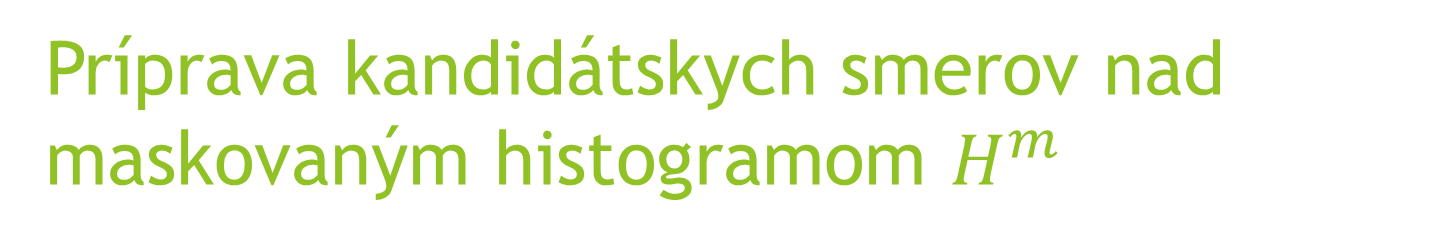 Príprava kandidátskych smerov nad
maskovaným histogramom $H^m$